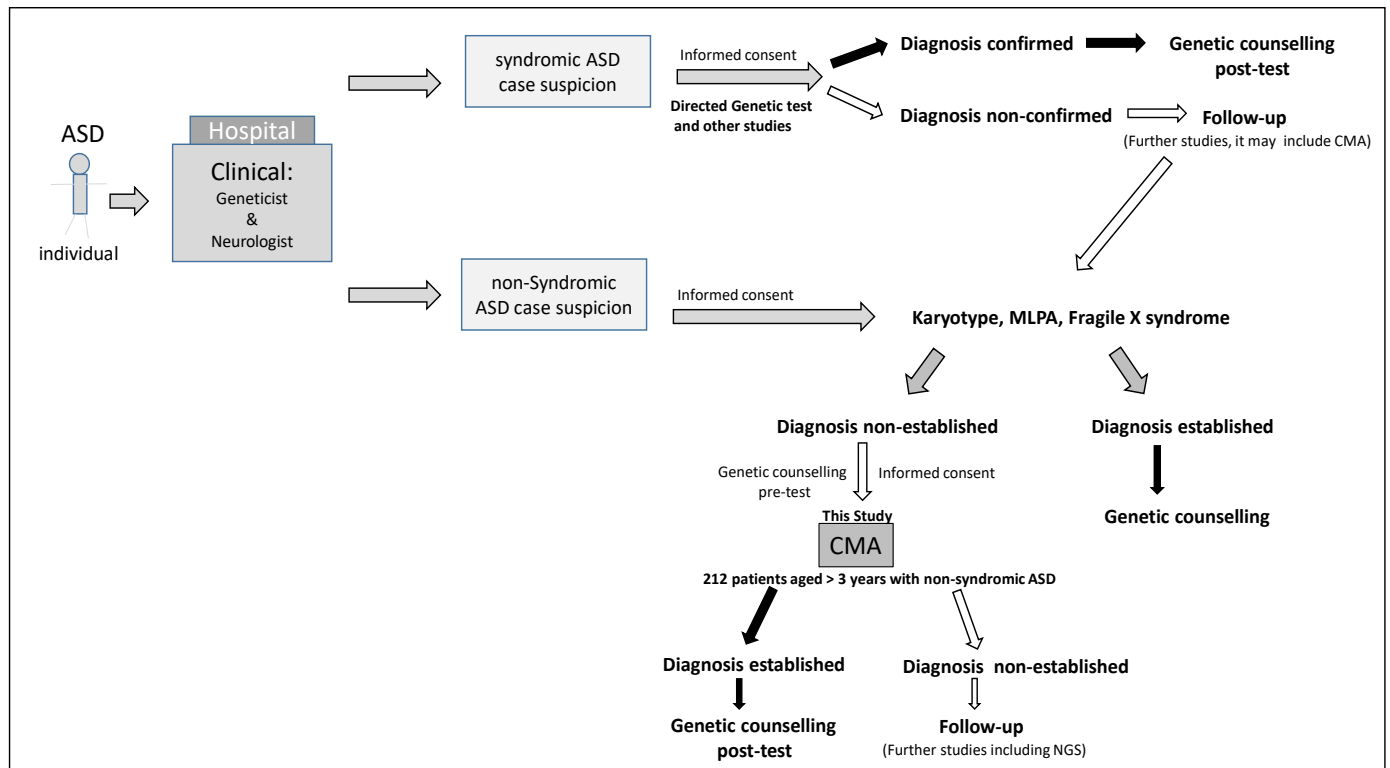 ASD
individual
Hospital
Clinical:
Geneticist
&
Neurologist
syndromic ASD
case suspicion
Informed consent
Directed Genetic test
and other studies
Diagnosis confirmed
Genetic counselling
post-test
Diagnosis non-confirmed
Follow-up
(Further studies, it may include CMA)
non-Syndromic
ASD case suspicion
Informed consent
Karyotype, MLPA, Fragile X syndrome
Diagnosis non-established
Diagnosis established
Genetic counselling
pre-test
Informed consent
Genetic counselling
This Study
CMA
212 patients aged > 3 years with non-syndromic ASD
Diagnosis established
Diagnosis non-established
Genetic counselling
post-test
Follow-up
(Further studies including NGS)